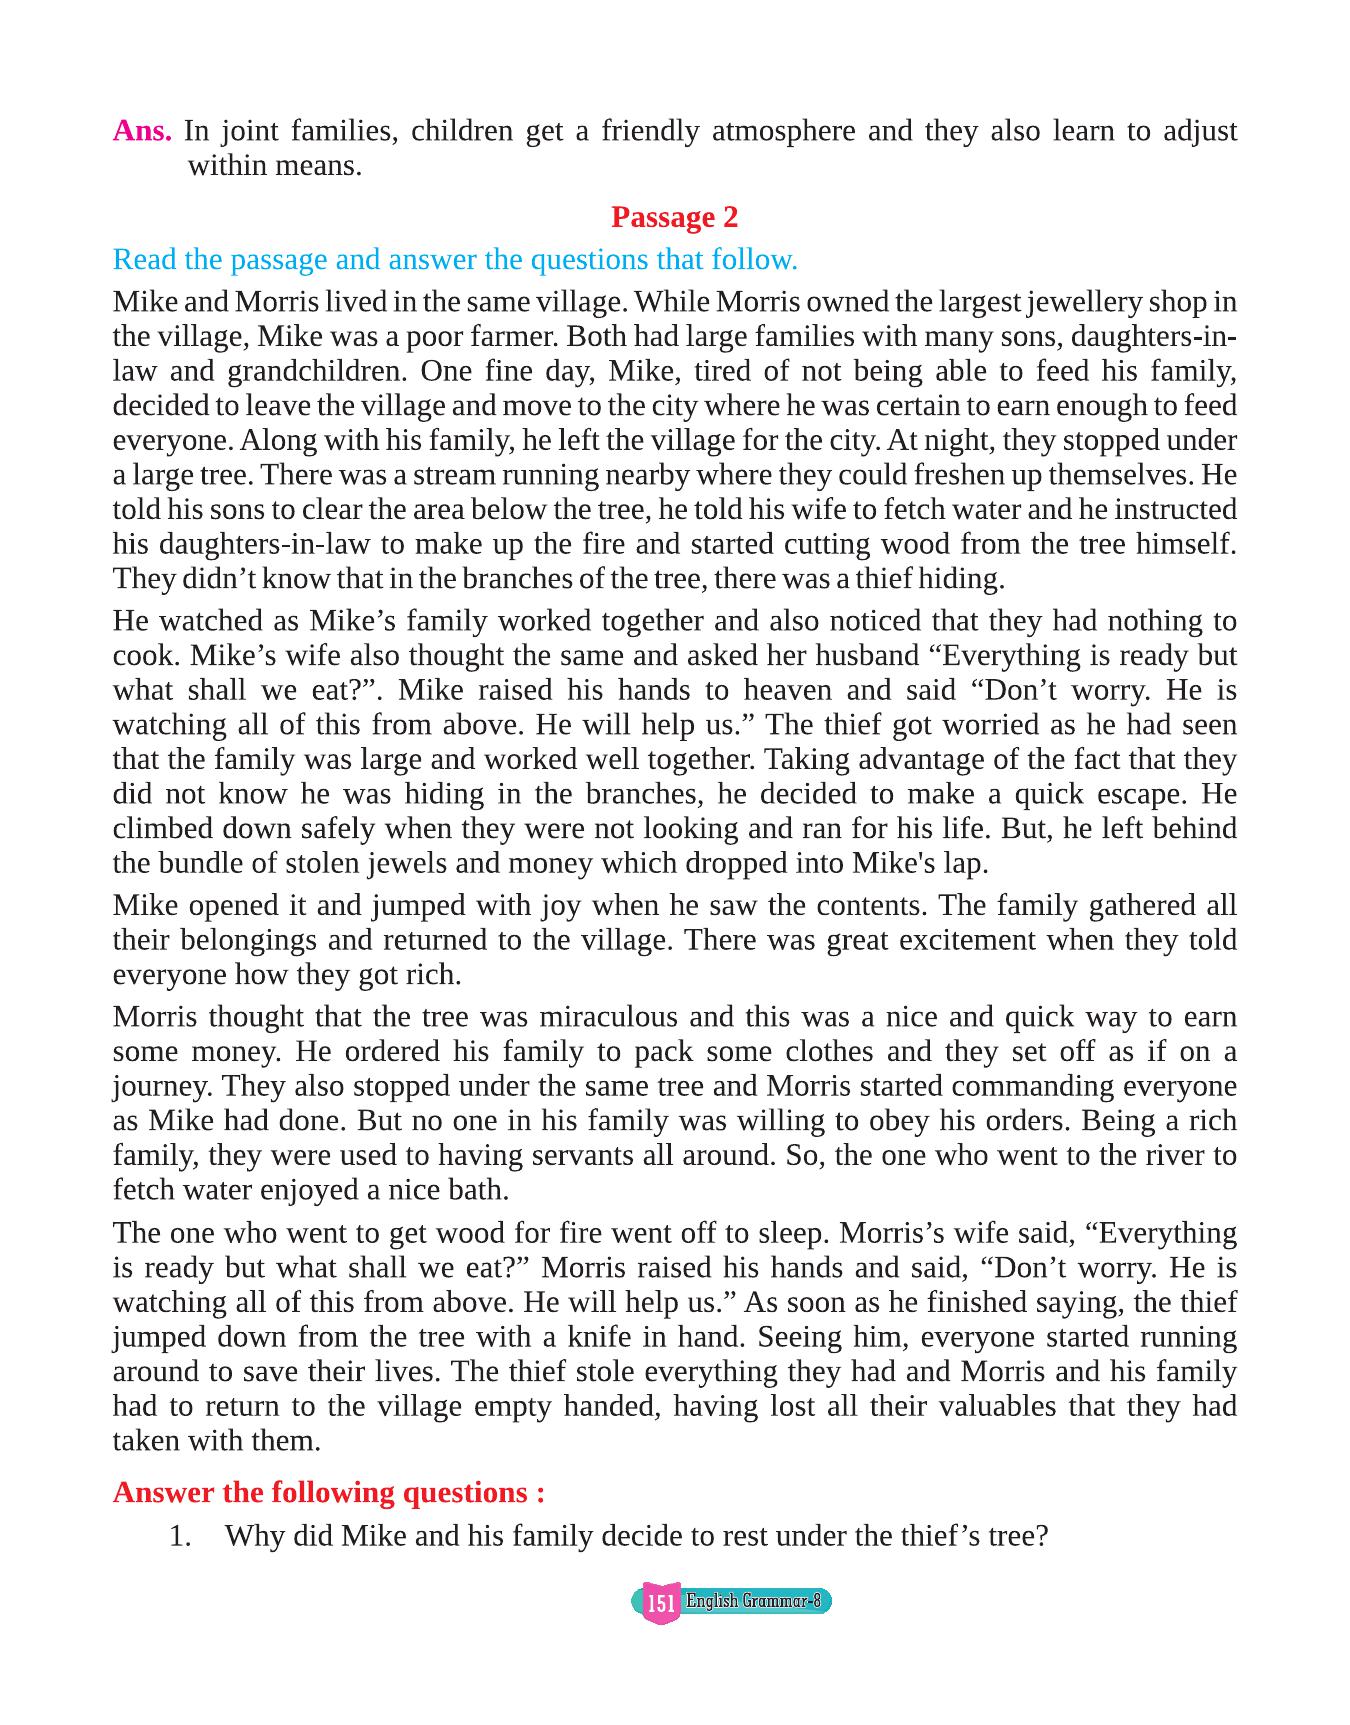 Ans. In joint families, children get a friendly atmosphere and they also learn to adjust
within means.
Passage 2
Read the passage and answer the questions that follow.
Mike and Morris lived in the same village. While Morris owned the largest jewellery shop in
the village, Mike was a poor farmer. Both had large families with many sons, daughters-in-
law and grandchildren. One fine day, Mike, tired of not being able to feed his family,
decided to leave the village and move to the city where he was certain to earn enough to feed
everyone. Along with his family, he left the village for the city. At night, they stopped under
a large tree. There was a stream running nearby where they could freshen up themselves. He
told his sons to clear the area below the tree, he told his wife to fetch water and he instructed
his daughters-in-law to make up the fire and started cutting wood from the tree himself.
They didn’t know that in the branches of the tree, there was a thief hiding.
He watched as Mike’s family worked together and also noticed that they had nothing to
cook. Mike’s wife also thought the same and asked her husband “Everything is ready but
what shall we eat?”. Mike raised his hands to heaven and said “Don’t worry. He is
watching all of this from above. He will help us.” The thief got worried as he had seen
that the family was large and worked well together. Taking advantage of the fact that they
did not know he was hiding in the branches, he decided to make a quick escape. He
climbed down safely when they were not looking and ran for his life. But, he left behind
the bundle of stolen jewels and money which dropped into Mike's lap.
Mike opened it and jumped with joy when he saw the contents. The family gathered all
their belongings and returned to the village. There was great excitement when they told
everyone how they got rich.
Morris thought that the tree was miraculous and this was a nice and quick way to earn
some money. He ordered his family to pack some clothes and they set off as if on a
journey. They also stopped under the same tree and Morris started commanding everyone
as Mike had done. But no one in his family was willing to obey his orders. Being a rich
family, they were used to having servants all around. So, the one who went to the river to
fetch water enjoyed a nice bath.
The one who went to get wood for fire went off to sleep. Morris’s wife said, “Everything
is ready but what shall we eat?” Morris raised his hands and said, “Don’t worry. He is
watching all of this from above. He will help us.” As soon as he finished saying, the thief
jumped down from the tree with a knife in hand. Seeing him, everyone started running
around to save their lives. The thief stole everything they had and Morris and his family
had to return to the village empty handed, having lost all their valuables that they had
taken with them.
Answer the following questions :
1. Why did Mike and his family decide to rest under the thief’s tree?
151 English Grammar-8